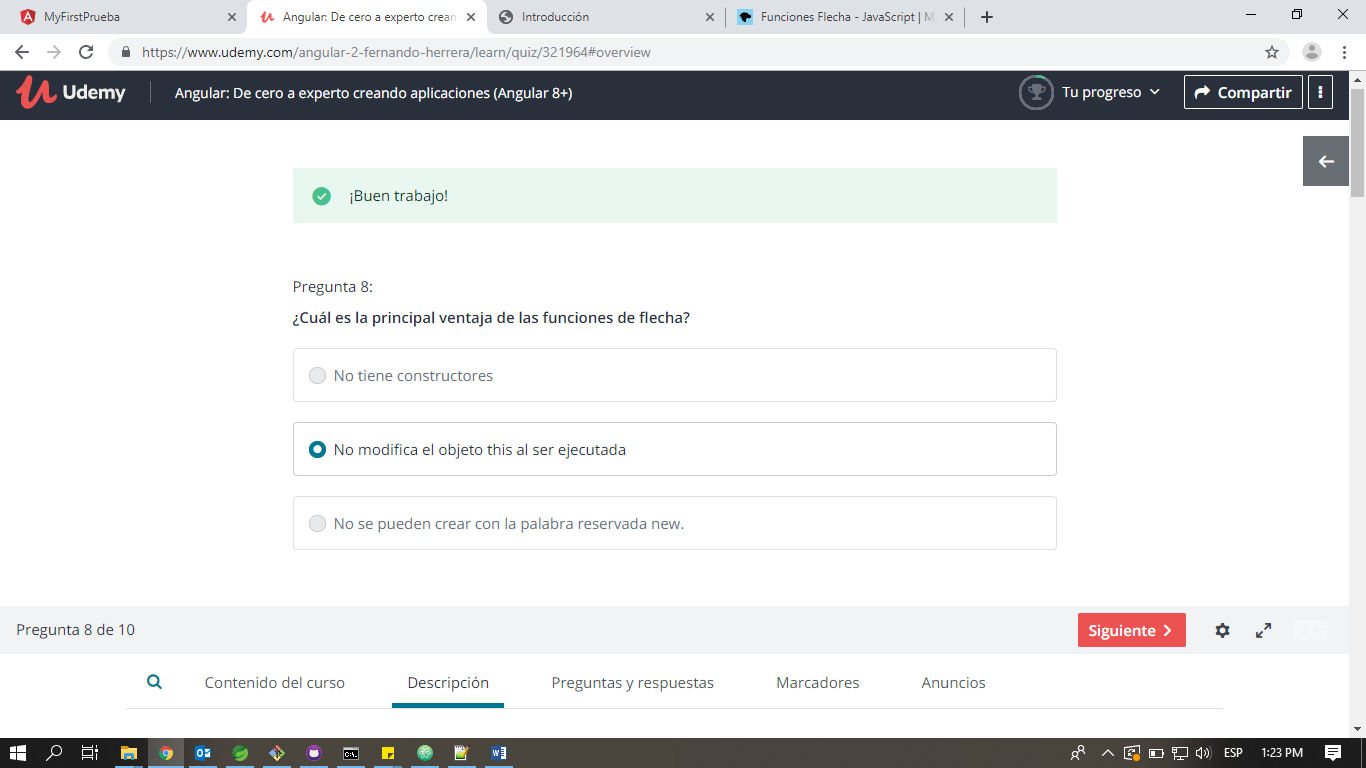 MyFirstPrueba
Angular: De cero a experto crean
Introducción
Funciones Flecha - JavaScript | M
https://www.udemy.com/angular-2-fernando-herrera/learn/quiz/321964#overview
Udemy
Angular: De cero a experto creando aplicaciones (Angular 8+)
Tu progreso
Compartir
¡Buen trabajo!
Pregunta 8:
¿Cuál es la principal ventaja de las funciones de flecha?
No tiene constructores
No modifica el objeto this al ser ejecutada
No se pueden crear con la palabra reservada new.
Pregunta 8 de 10
Siguiente
Contenido del curso
Descripción
Preguntas y respuestas
Marcadores
Anuncios
ESP
1:23 PM